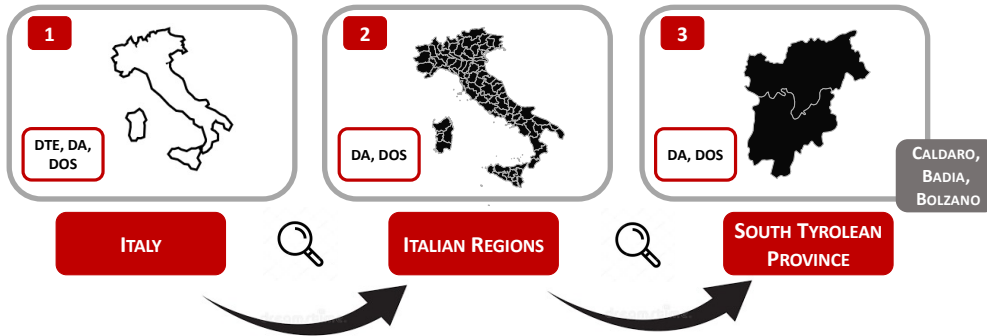 1
2
3
DTE, DA,
DOS
DA, DOS
DA, DOS
CALDARO,
BADIA,
BOLZANO
ITALY
ITALIAN REGIONS
SOUTH TYROLEAN
PROVINCE